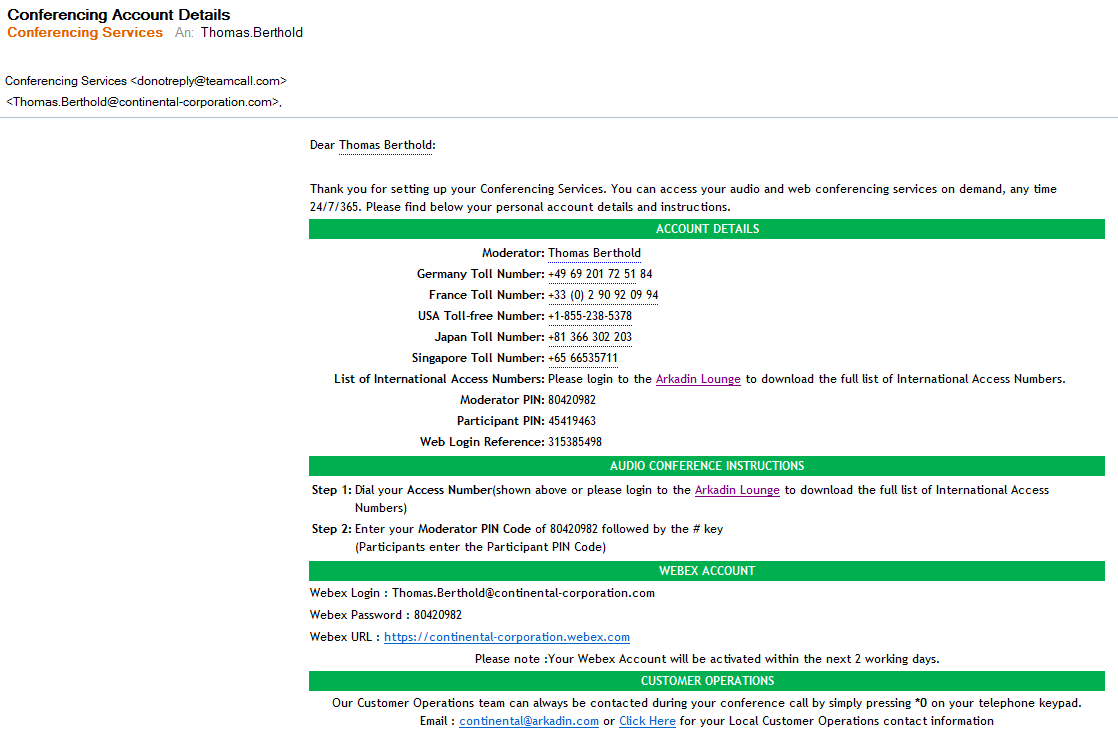 Conferencing Account Details
Conferencing Services An: Thomas.Berthold
Conferencing Services <donotreply@teamcall.com>
<Thomas.Berthold@continental-corporation.com>,
Dear Thomas Berthold:
Thank you for setting up your Conferencing Services. You can access your audio and web conferencing services on demand, any time
24/7/365. Please find below your personal account details and instructions.
ACCOUNT DETAILS
Moderator: Thomas Berthold
Germany Toll Number: +49 69 201 72 51 84
France Toll Number: +33 (0) 2 90 92 09 94
USA Toll-free Number: +1-855-238-5378
Japan Toll Number: +81 366 302 203
Singapore Toll Number: +65 66535711
List of International Access Numbers: Please login to the Arkadin Lounge to download the full list of International Access Numbers.
Moderator PIN: 80420982
Participant PIN: 45419463
Web Login Reference: 315385498
AUDIO CONFERENCE INSTRUCTIONS
Step 1: Dial your Access Number(shown above or please login to the Arkadin Lounge to download the full list of International Access
Numbers)
Step 2: Enter your Moderator PIN Code of 80420982 followed by the # key
(Participants enter the Participant PIN Code)
WEBEX ACCOUNT
Webex Login : Thomas.Berthold@continental-corporation.com
Webex Password : 80420982
Webex URL : https://continental-corporation.webex.com
Please note :Your Webex Account will be activated within the next 2 working days.
CUSTOMER OPERATIONS
Our Customer Operations team can always be contacted during your conference call by simply pressing *0 on your telephone keypad.
Email : continental@arkadin.com or Click Here for your Local Customer Operations contact information